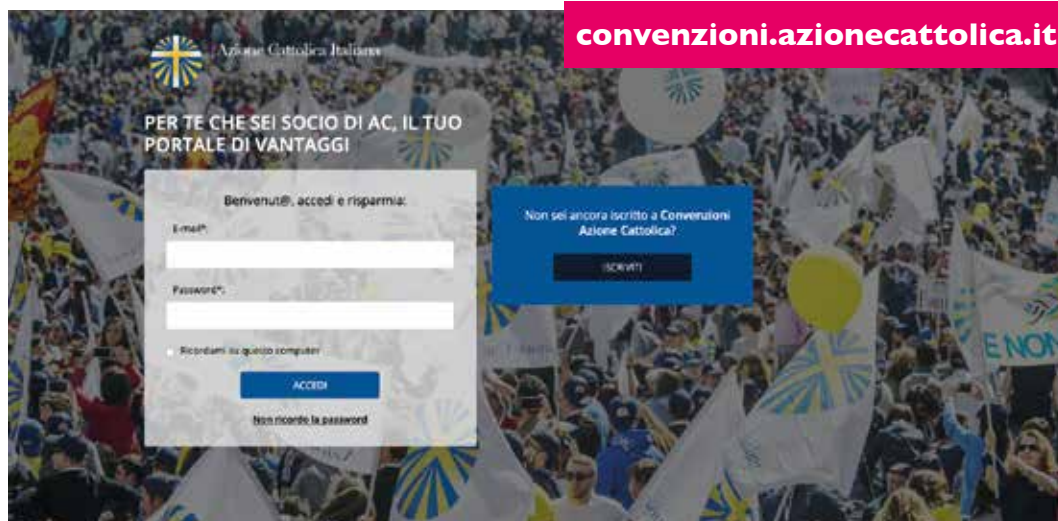 convenzioni.azionecattolica.it
Azione Cattolica Italiana
PER TE CHE SEI SOCIO DI AC, IL TUO
PORTALE DI VANTAGGI
Benvenut@, accedi e risparmia:
E-mail*:
Password*:
Ricordami su questo computer
ACCEDI
Non ricordo la password
Non sei ancora iscritto a Convenzioni
Azione Cattolica?
ISCRIVITI
E NON